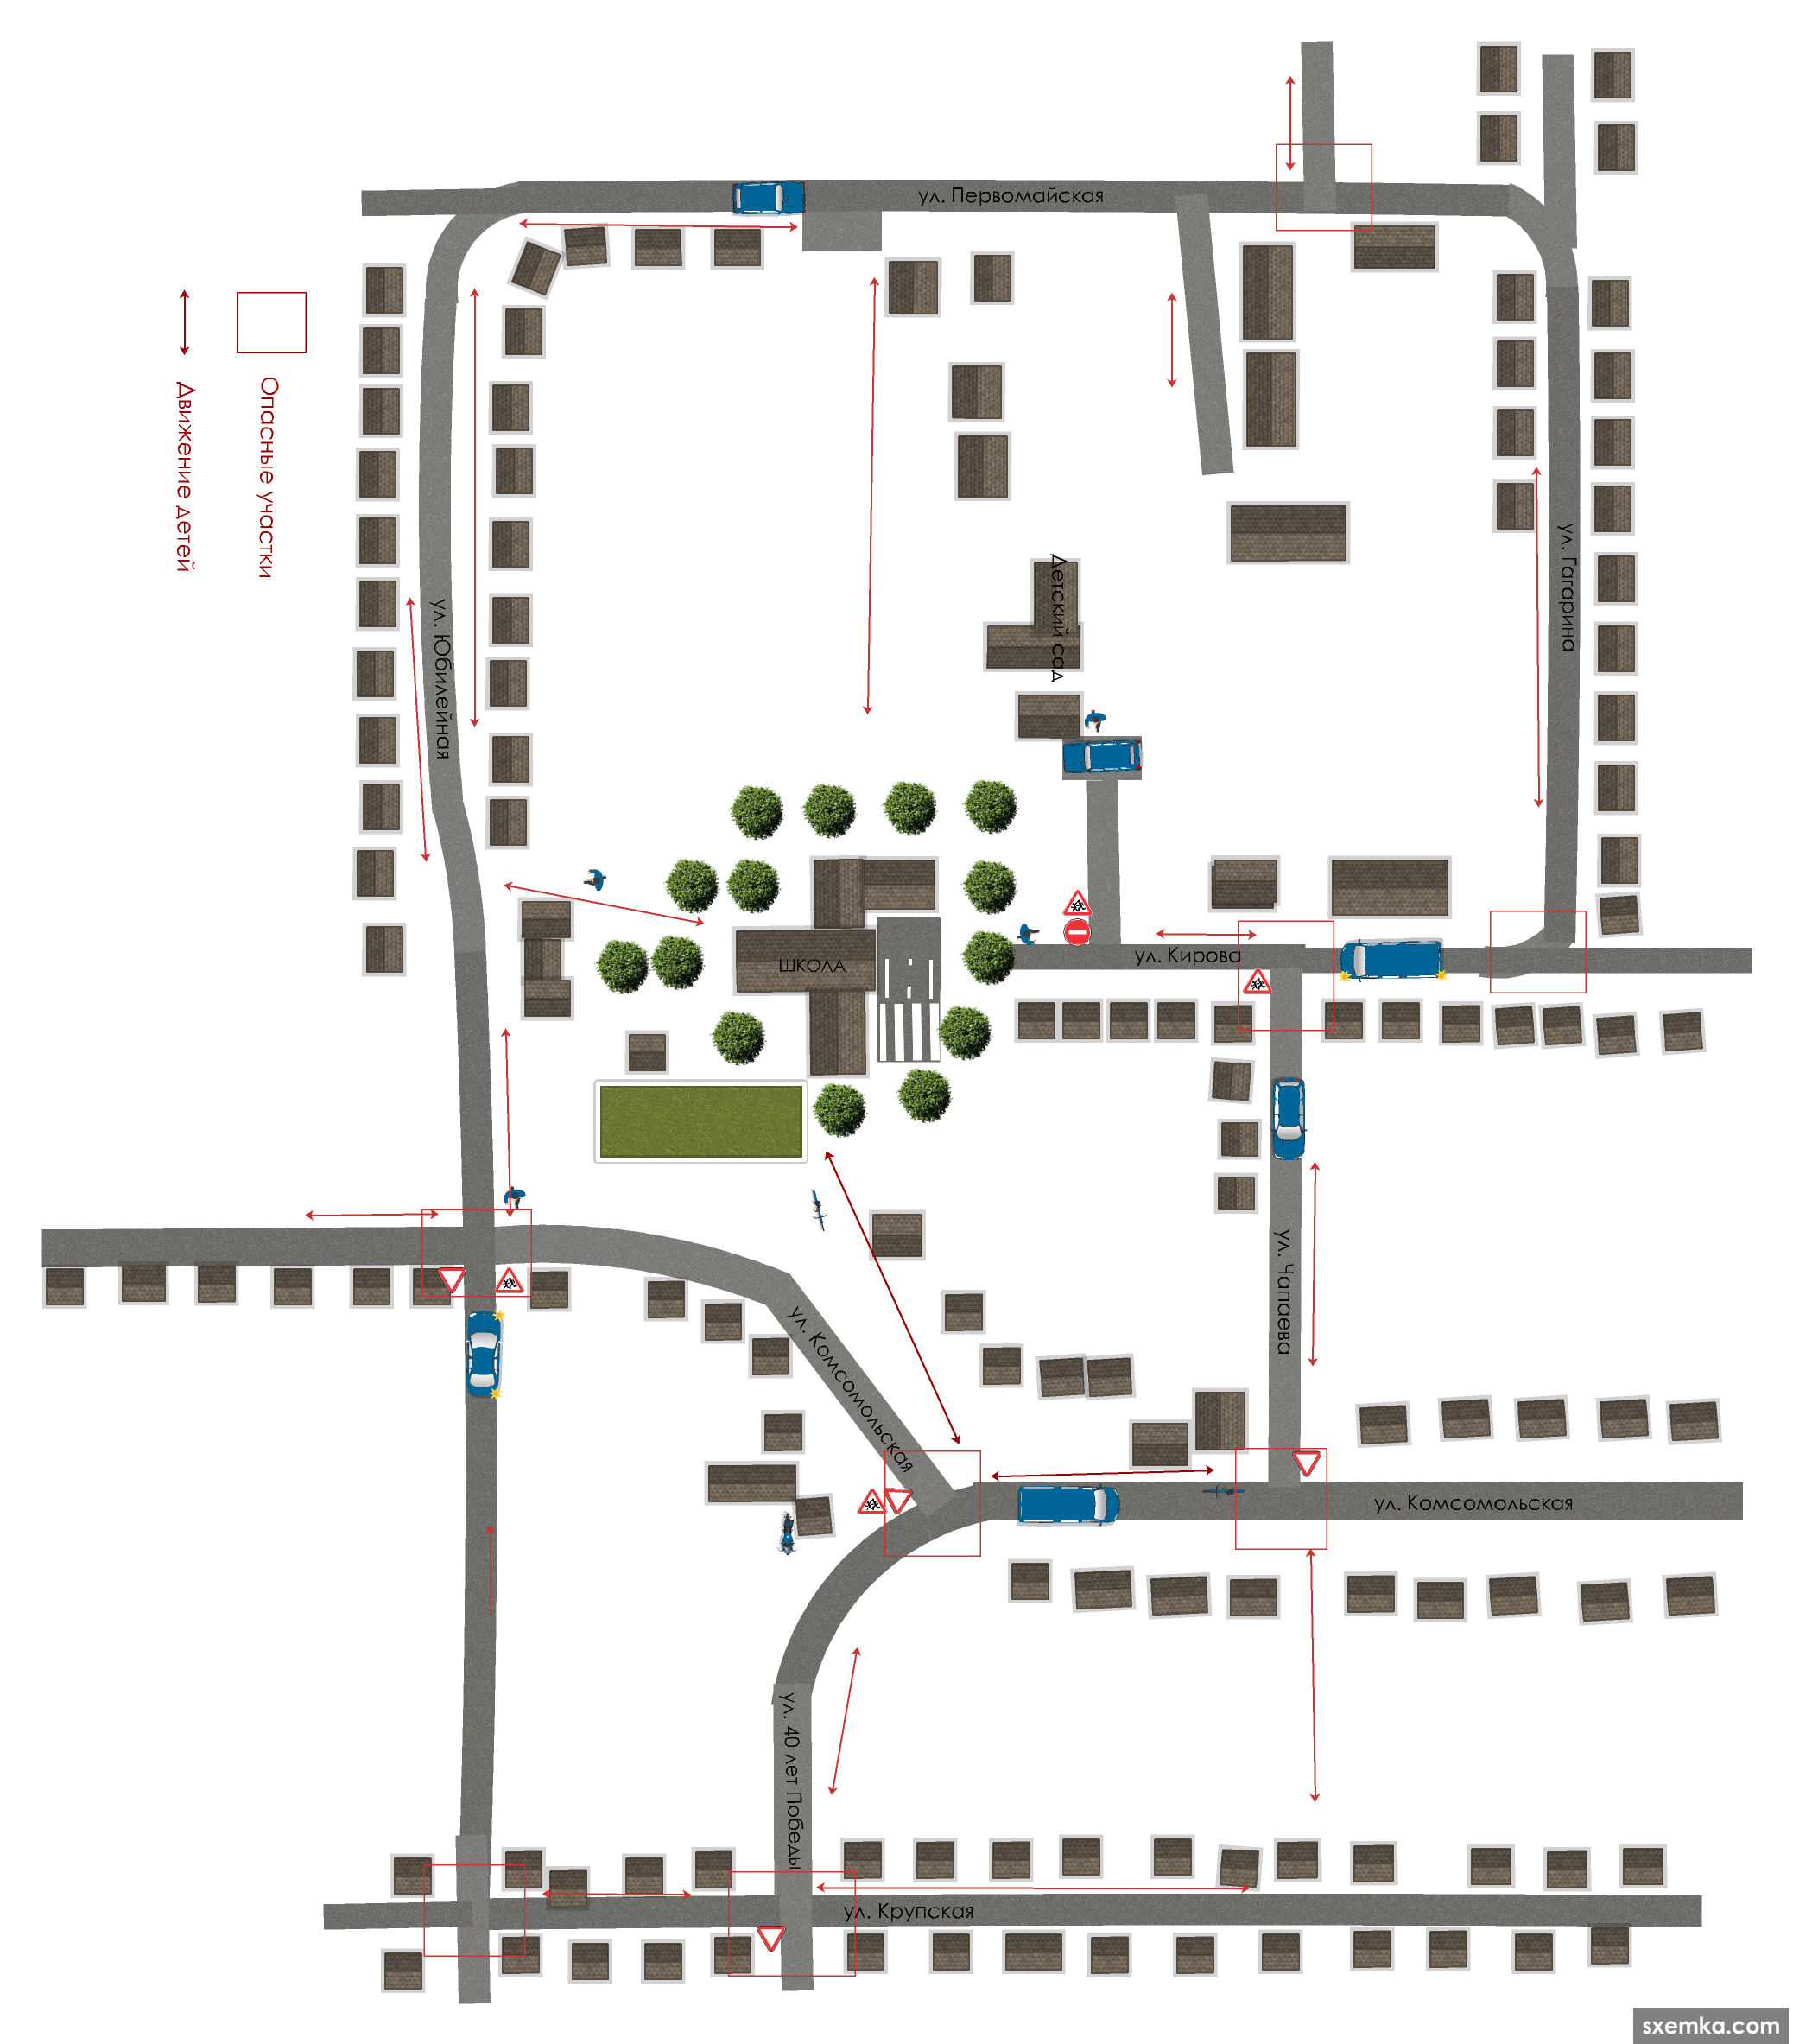 ул. Первомайская
Движение детей
Опасные участки
ул. Юбилейная
Детский сад
ул. Гагарина
ШКОЛА
ул. Кирова
ул. Чапаева
ул. Комсомольская
ул. Комсомольская
ул. 40 лет Победы
ул. Крупская
sxemka.com